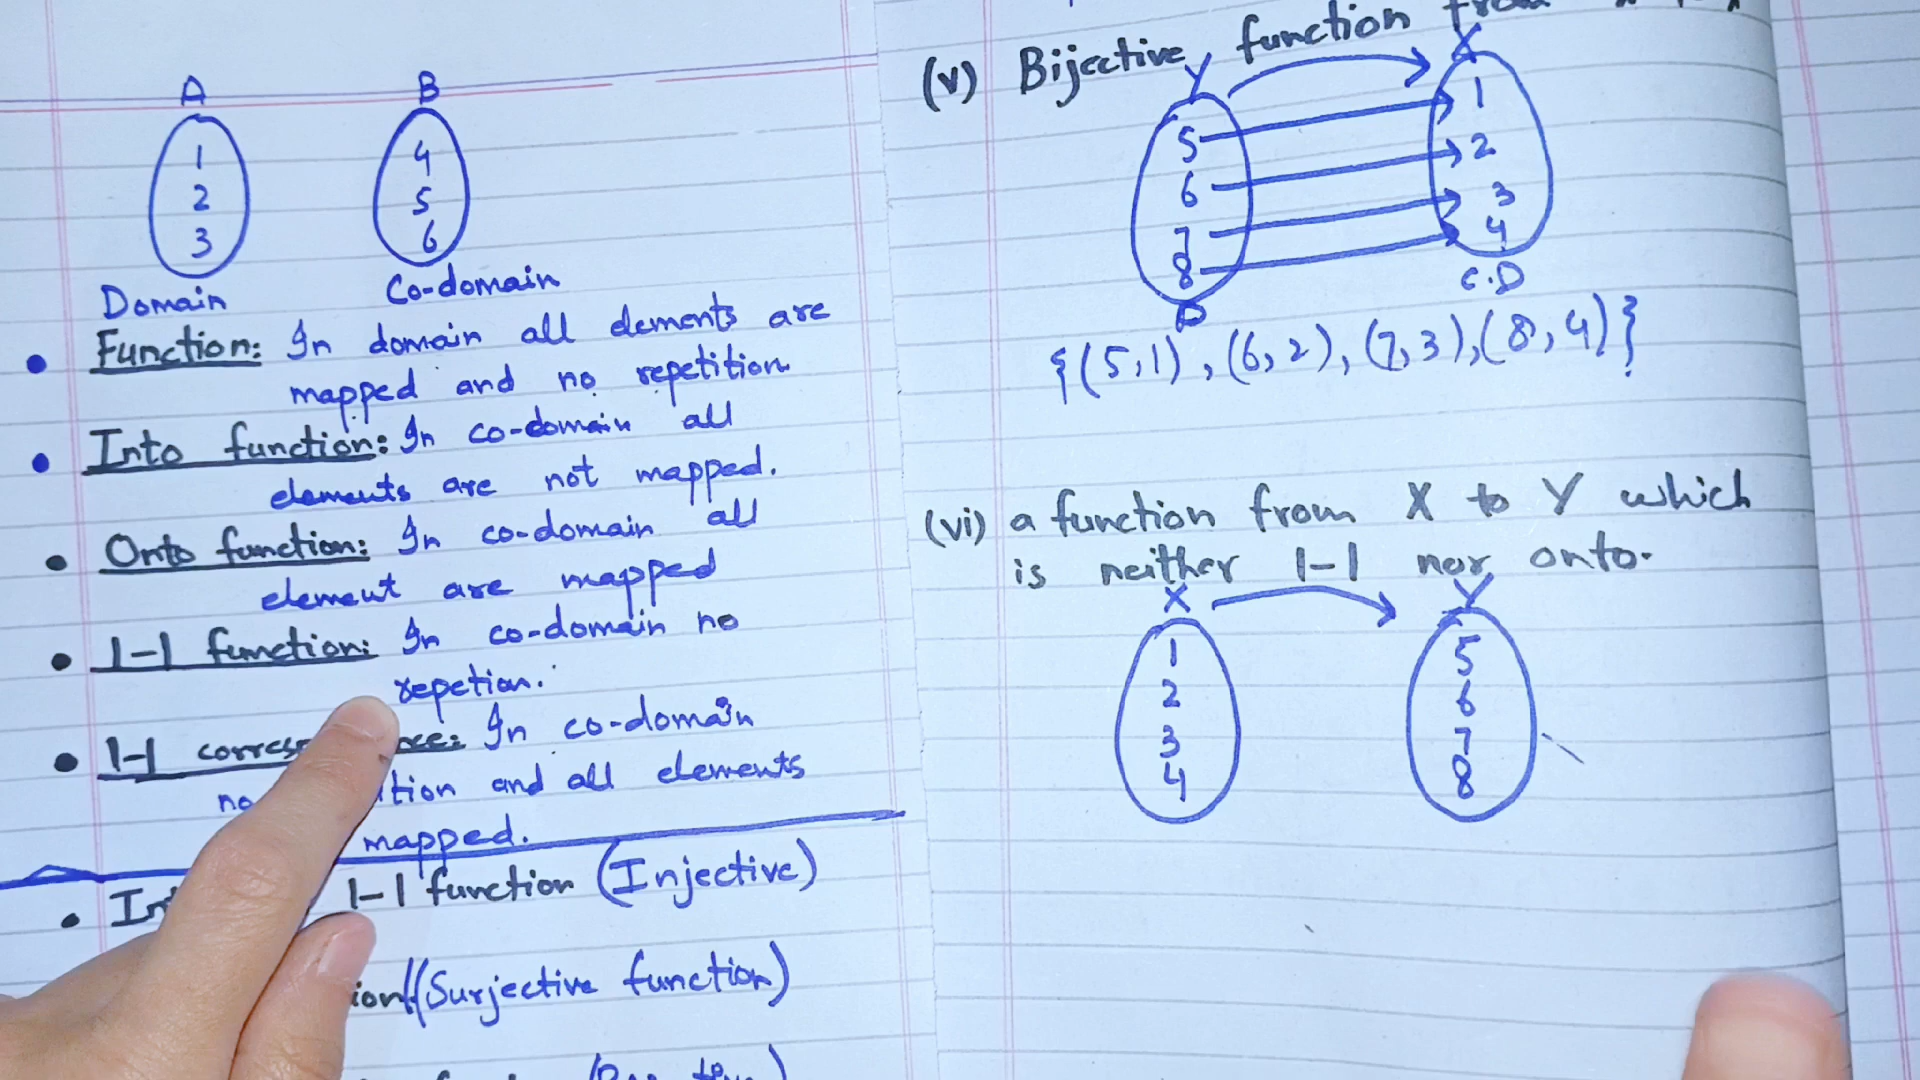 A B
1 4
2 5
3 6
Domain Co-domain
• Function: In domain all elements are
mapped and no repetition
• Into function: In co-domain all
elements are not mapped.
• Onto function: In co-domain all
element are mapped
• 1-1 function: In co-domain no
repetion.
• 1-1 In co-domain
no and all elements
mapped.
• 1-1 function (Injective)
(Surjective function)
(v) Bijective function from
Y X
5 1
6 2
7 3
8 4
D C.D
{(5,1), (6,2), (7,3), (8,4)}
(vi) a function from X to Y which
is neither 1-1 nor onto.
X Y
1 5
2 6
3 7
4 8